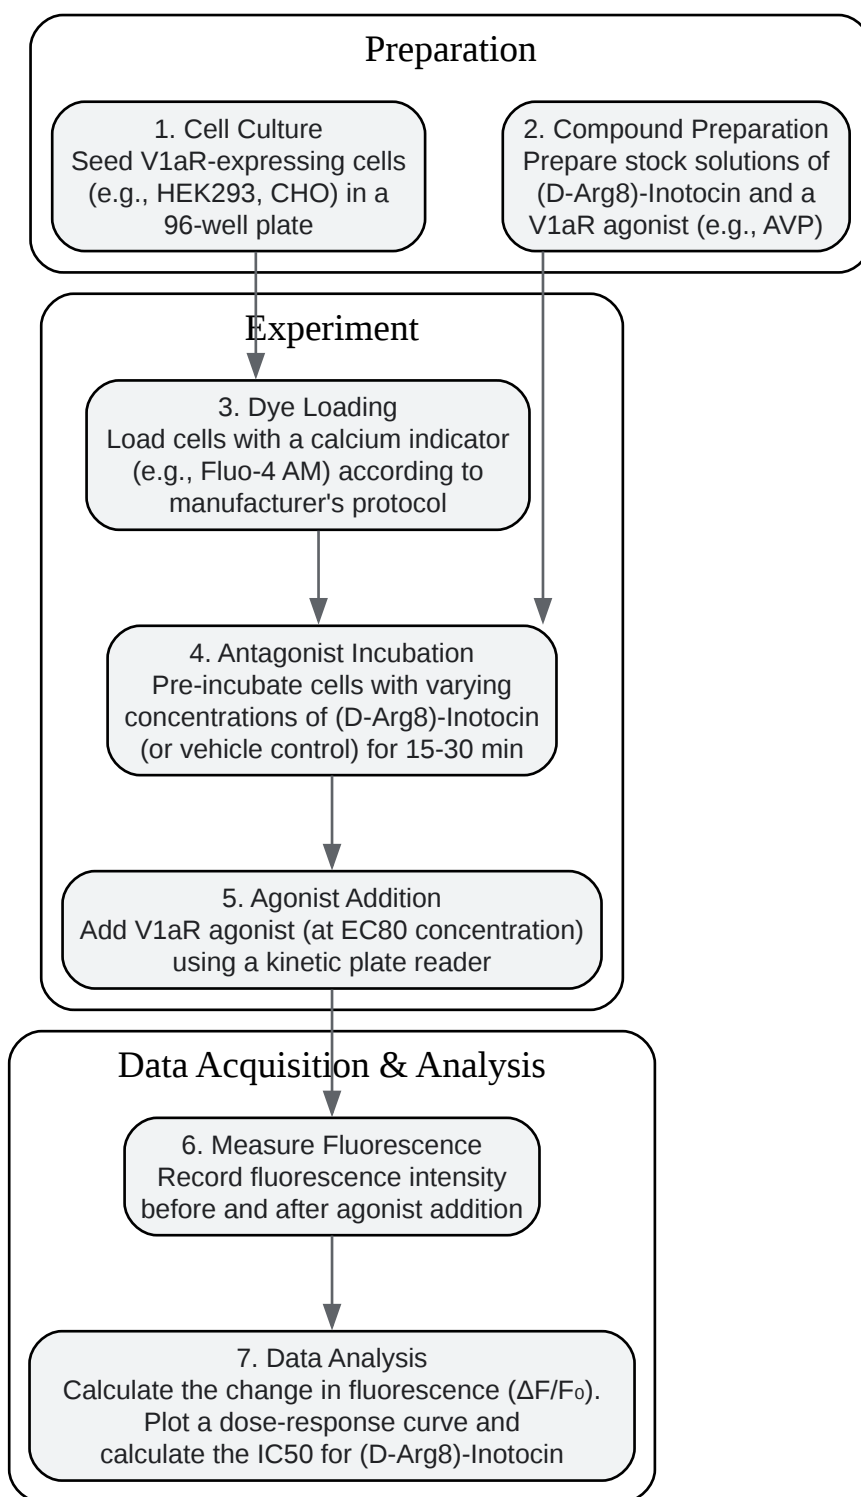 Preparation
1. Cell Culture
Seed V1aR-expressing cells
(e.g., HEK293, CHO) in a
96-well plate
2. Compound Preparation
Prepare stock solutions of
(D-Arg8)-Inotocin and a
V1aR agonist (e.g., AVP)
Experiment
3. Dye Loading
Load cells with a calcium indicator
(e.g., Fluo-4 AM) according to
manufacturer's protocol
4. Antagonist Incubation
Pre-incubate cells with varying
concentrations of (D-Arg8)-Inotocin
(or vehicle control) for 15-30 min
5. Agonist Addition
Add V1aR agonist (at EC80 concentration)
using a kinetic plate reader
Data Acquisition & Analysis
6. Measure Fluorescence
Record fluorescence intensity
before and after agonist addition
7. Data Analysis
Calculate the change in fluorescence (ΔF/F₀).
Plot a dose-response curve and
calculate the IC50 for (D-Arg8)-Inotocin